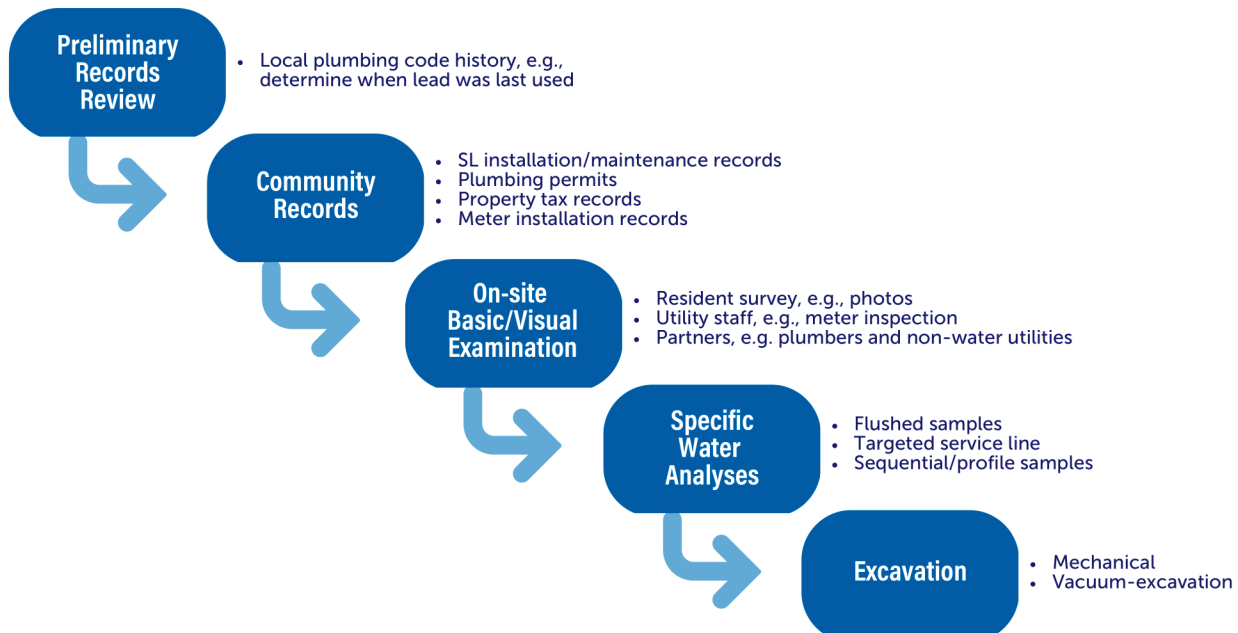 Preliminary
Records
Review
• Local plumbing code history, e.g.,
determine when lead was last used
Community
Records
• SL installation/maintenance records
• Plumbing permits
• Property tax records
• Meter installation records
On-site
Basic/Visual
Examination
• Resident survey, e.g., photos
• Utility staff, e.g., meter inspection
• Partners, e.g. plumbers and non-water utilities
Specific
Water
Analyses
• Flushed samples
• Targeted service line
• Sequential/profile samples
Excavation
• Mechanical
• Vacuum-excavation